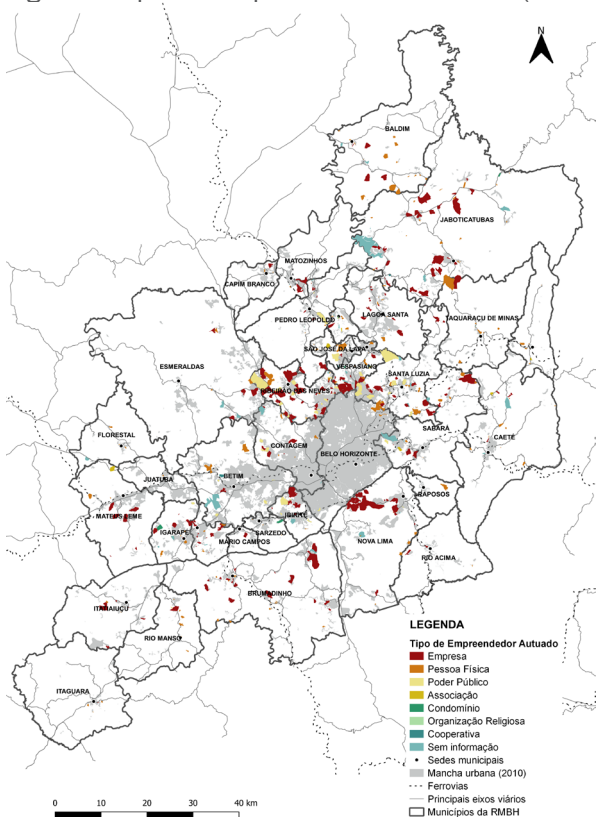 N
BALDIM
JABOTICATUBAS
MATOZINHOS
CAPIM BRANCO
PEDRO LEOPOLDO
LAGOA SANTA
TAQUARAÇU DE MINAS
SÃO JOSÉ DA LAPA
ESMERALDAS
VESPASIANO
SANTA LUZIA
RIBEIRÃO DAS NEVES
FLORESTAL
CONTAGEM
SABARÁ
CAETÉ
BELO HORIZONTE
JUATUBA
BETIM
RAPOSOS
MATEUS LEME
IBIRITÉ
IGARAPÉ
SARZEDO
MÁRIO CAMPOS
NOVA LIMA
RIO ACIMA
BRUMADINHO
ITATIAIUÇU
RIO MANSO
ITAGUARA
LEGENDA
Tipo de Empreendedor Autuado
Empresa
Pessoa Física
Poder Público
Associação
Condomínio
Organização Religiosa
Cooperativa
Sem informação
Sedes municipais
Mancha urbana (2010)
Ferrovias
Principais eixos viários
Municípios da RMBH
0 10 20 30 40 km